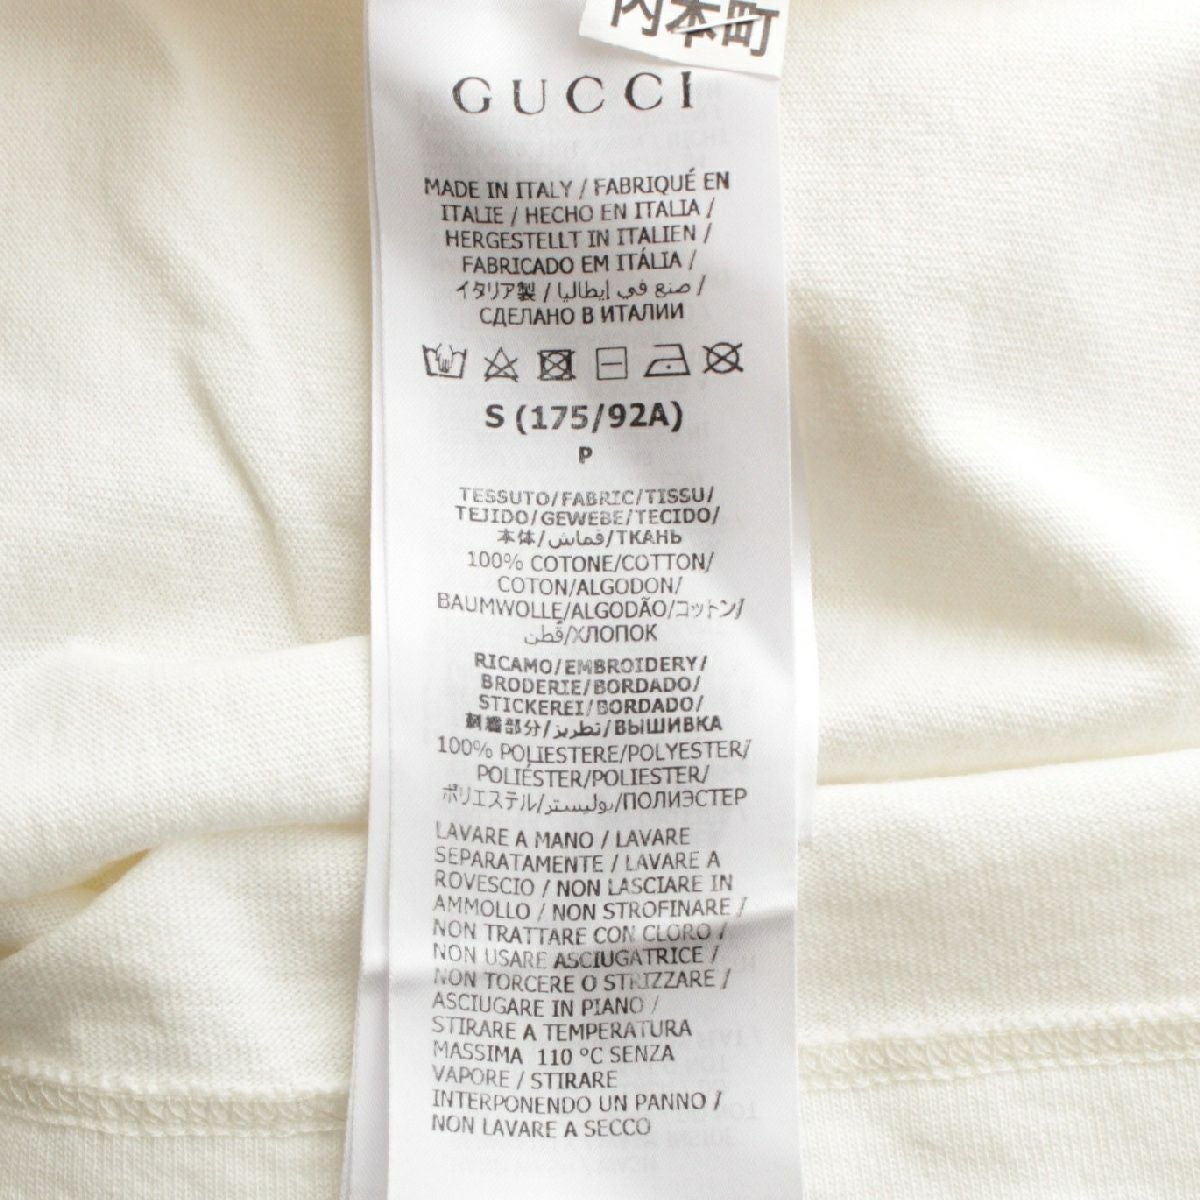 内本町
GUCCI
MADE IN ITALY / FABRIQUÉ EN
ITALIE / HECHO EN ITALIA /
HERGESTELLT IN ITALIEN /
FABRICADO EM ITÁLIA /
イタリア製 / صنع في إيطاليا /
СДЕЛАНО В ИТАЛИИ
S (175/92A)
P
TESSUTO/FABRIC/TISSU/
TEJIDO/GEWEBE/TECIDO/
本体/قماش/ТКАНЬ
100% COTONE/COTTON/
COTON/ALGODON/
BAUMWOLLE/ALGODÃO/コットン/
قطن/ХЛОПОК
RICAMO/EMBROIDERY/
BRODERIE/BORDADO/
STICKEREI/BORDADO/
刺繍部分/تطريز/ВЫШИВКА
100% POLIESTERE/POLYESTER/
POLIÉSTER/POLIESTER/
ポリエステル/بوليستر/ПОЛИЭСТЕР
LAVARE A MANO / LAVARE
SEPARATAMENTE / LAVARE A
ROVESCIO / NON LASCIARE IN
AMMOLLO / NON STROFINARE /
NON TRATTARE CON CLORO /
NON USARE ASCIUGATRICE /
NON TORCERE O STRIZZARE /
ASCIUGARE IN PIANO /
STIRARE A TEMPERATURA
MASSIMA 110 °C SENZA
VAPORE / STIRARE
INTERPONENDO UN PANNO /
NON LAVARE A SECCO